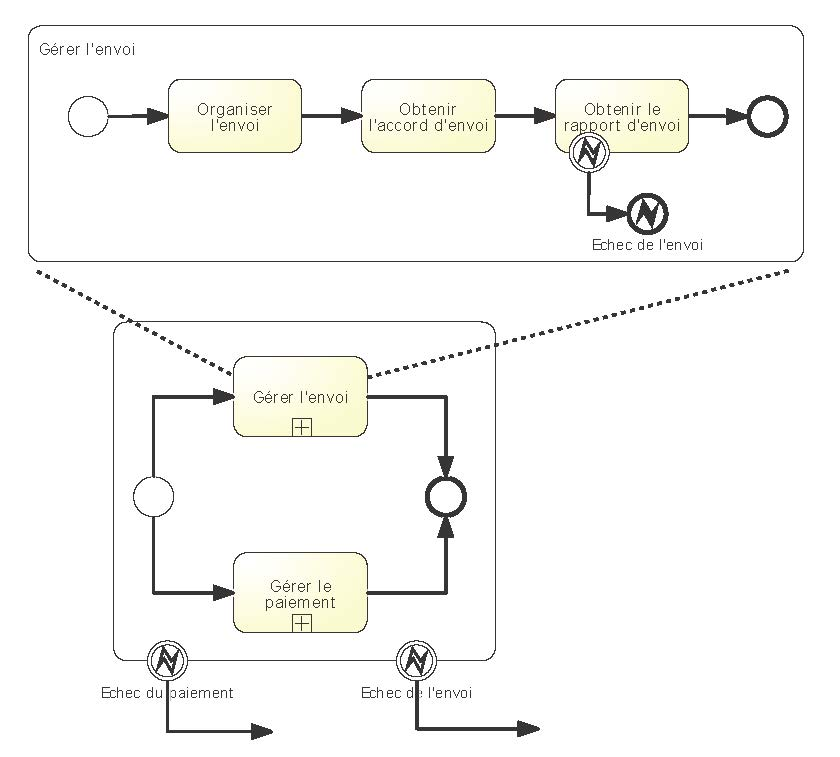 Gérer l'envoi
Organiser
l'envoi
Obtenir
l'accord d'envoi
Obtenir le
rapport d'envoi
Echec de l'envoi
Gérer l'envoi
Gérer le
paiement
Echec du paiement
Echec de l'envoi